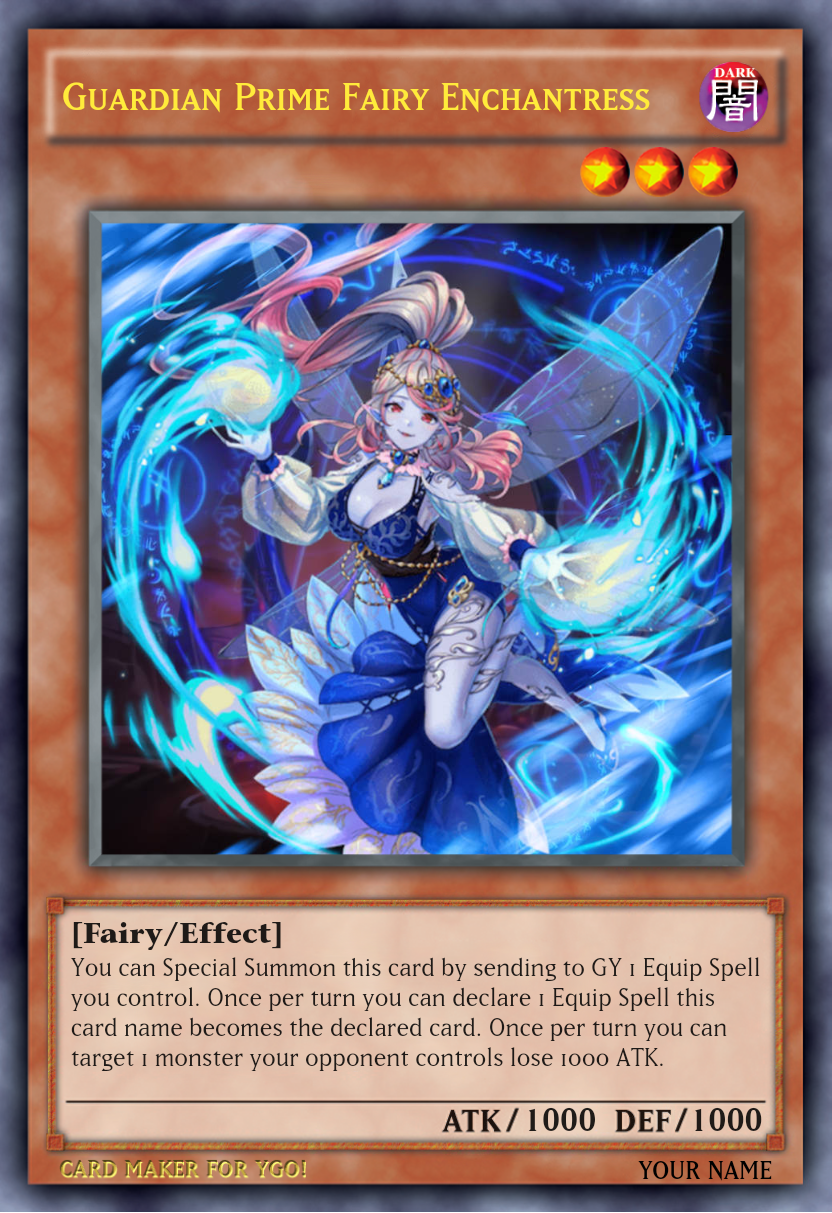 Guardian Prime Fairy Enchantress
DARK
闇
[Fairy/Effect]
You can Special Summon this card by sending to GY 1 Equip Spell
you control. Once per turn you can declare 1 Equip Spell this
card name becomes the declared card. Once per turn you can
target 1 monster your opponent controls lose 1000 ATK.
ATK/1000 DEF/1000
CARD MAKER FOR YGO!
YOUR NAME